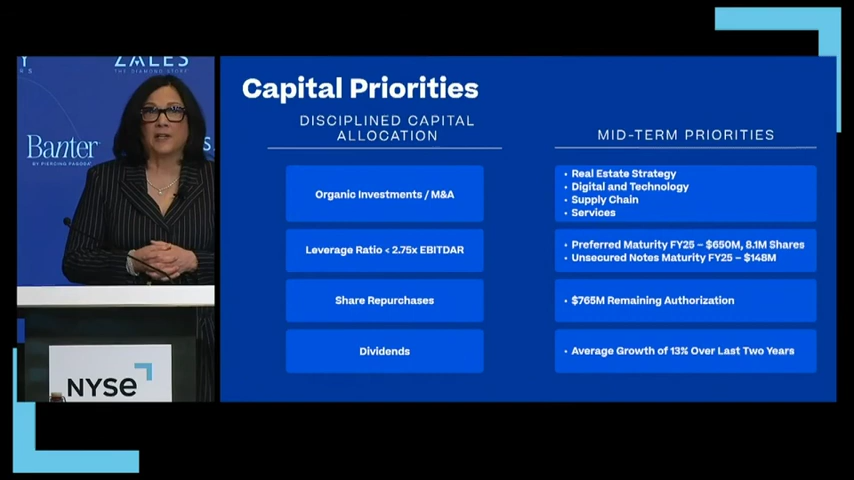 ZALES
THE DIAMOND STORE
Banter
BY PIERCING PAGODA
NYSE
Capital Priorities
DISCIPLINED CAPITAL
ALLOCATION
Organic Investments / M&A
Leverage Ratio < 2.75x EBITDAR
Share Repurchases
Dividends
MID-TERM PRIORITIES
• Real Estate Strategy
• Digital and Technology
• Supply Chain
• Services
• Preferred Maturity FY25 – $650M, 8.1M Shares
• Unsecured Notes Maturity FY25 – $148M
• $765M Remaining Authorization
• Average Growth of 13% Over Last Two Years